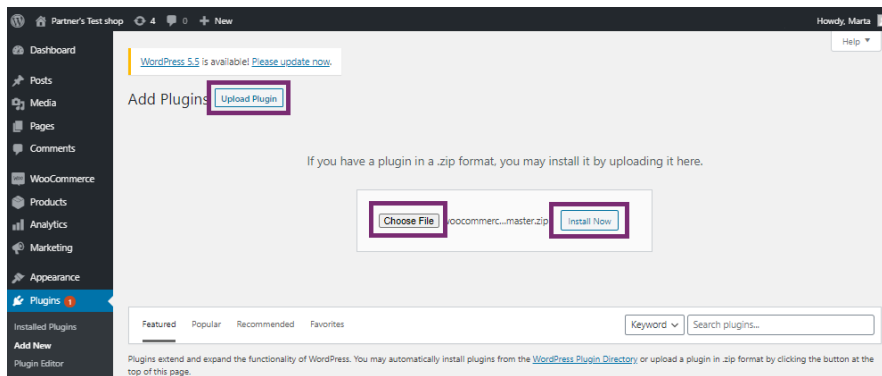 Partner's Test shop 4 0 + New Howdy, Marta
Help
Dashboard
Posts
Media
Pages
Comments
WooCommerce
Products
Analytics
Marketing
Appearance
Plugins 1
Installed Plugins
Add New
Plugin Editor
WordPress 5.5 is available! Please update now.
Add Plugins Upload Plugin
If you have a plugin in a .zip format, you may install it by uploading it here.
Choose File woocommerc...master.zip Install Now
Featured Popular Recommended Favorites Keyword Search plugins...
Plugins extend and expand the functionality of WordPress. You may automatically install plugins from the WordPress Plugin Directory or upload a plugin in .zip format by clicking the button at the
top of this page.